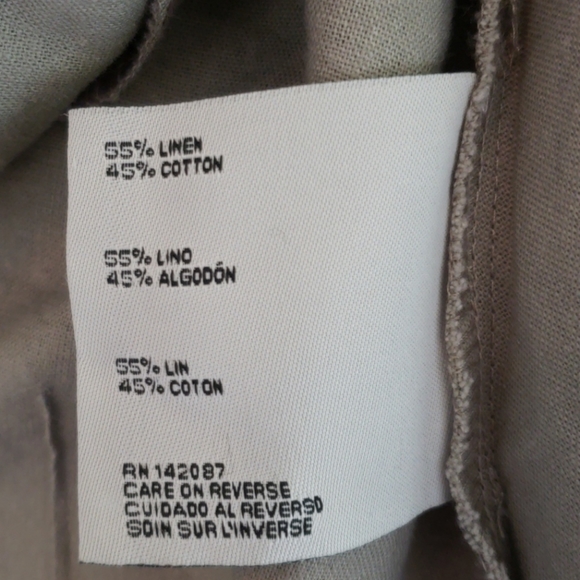 55% LINEN
45% COTTON
55% LINO
45% ALGODÓN
55% LIN
45% COTON
RN 142087
CARE ON REVERSE
CUIDADO AL REVERSO
SOIN SUR L'INVERSE